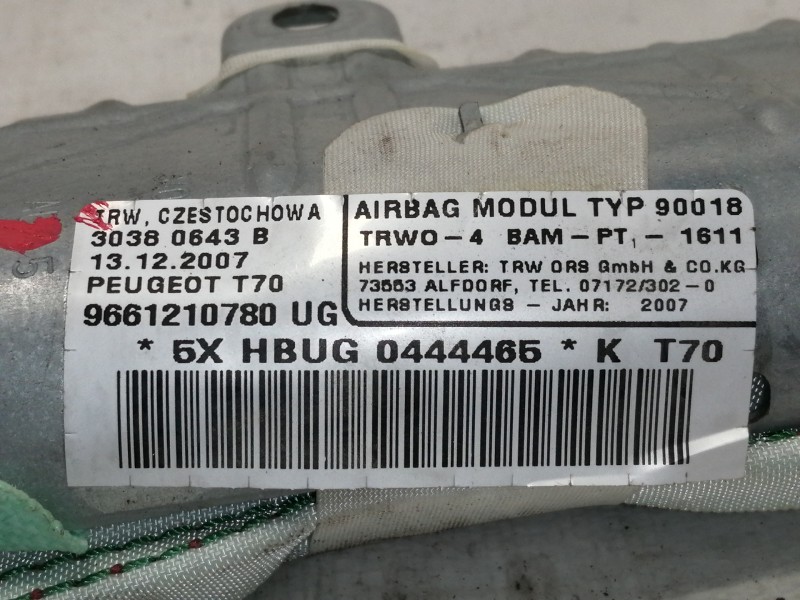 TRW, CZESTOCHOWA
3038 0643 B
13.12.2007
PEUGEOT T70
9661210780 UG
AIRBAG MODUL TYP 90018
TRWO-4 BAM-PT1-1611
HERSTELLER: TRW ORS GmbH & CO.KG
73553 ALFDORF, TEL. 07172/302-0
HERSTELLUNGS-JAHR: 2007
* 5X HBUG 0444465 * K T70